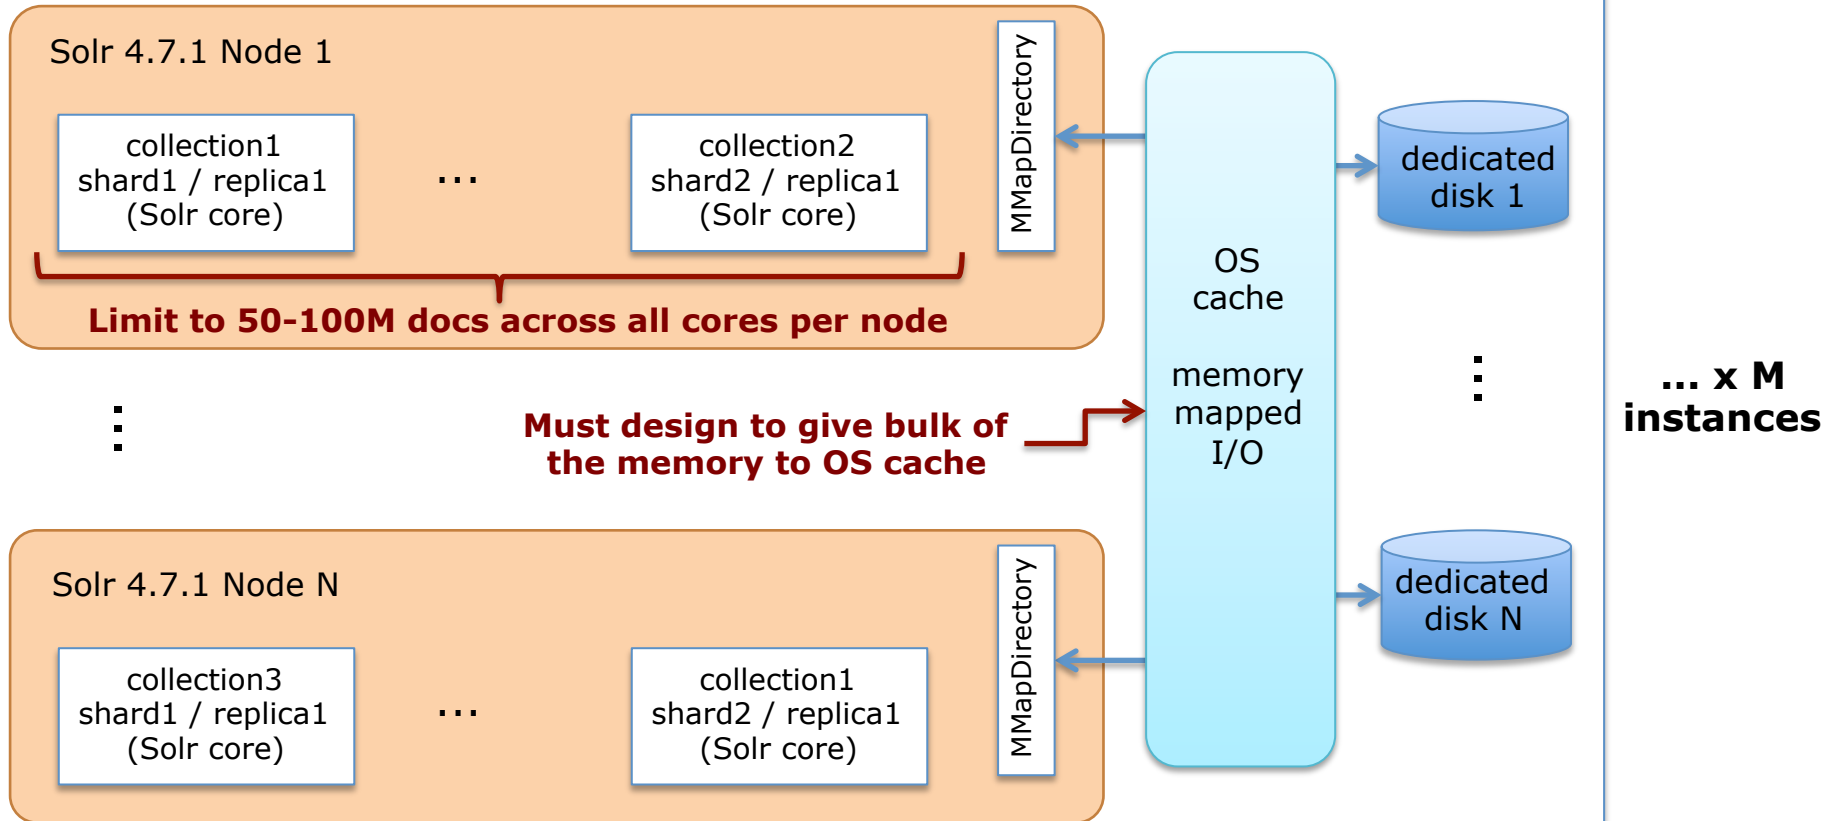 Solr 4.7.1 Node 1
collection1
shard1 / replica1
(Solr core)
...
collection2
shard2 / replica1
(Solr core)
MMapDirectory
Limit to 50-100M docs across all cores per node
OS
cache
memory
mapped
I/O
dedicated
disk 1
Must design to give bulk of
the memory to OS cache
... x M
instances
Solr 4.7.1 Node N
collection3
shard1 / replica1
(Solr core)
...
collection1
shard2 / replica1
(Solr core)
MMapDirectory
dedicated
disk N